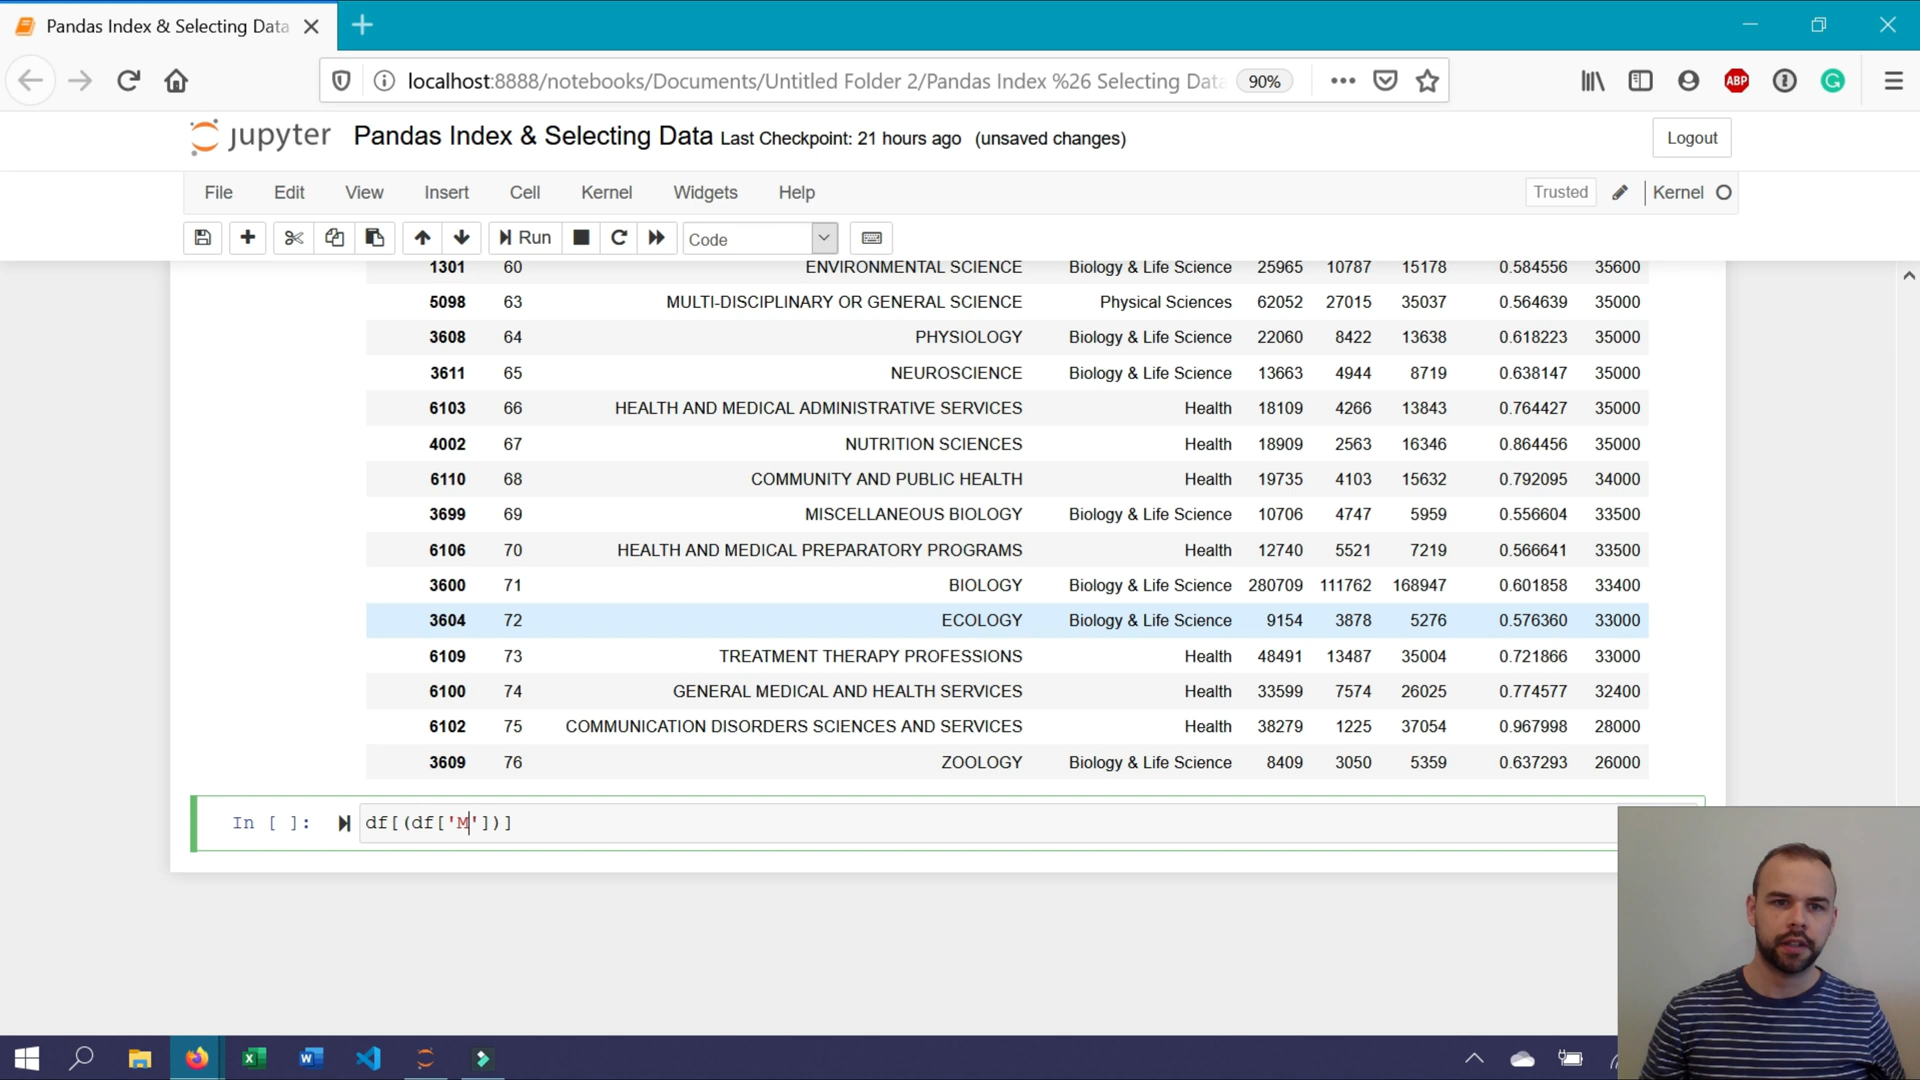 Pandas Index & Selecting Data
localhost:8888/notebooks/Documents/Untitled Folder 2/Pandas Index %26 Selecting Data 90%
ABP
jupyter Pandas Index & Selecting Data Last Checkpoint: 21 hours ago (unsaved changes) Logout
File Edit View Insert Cell Kernel Widgets Help Trusted Kernel
Run Code
1301 60 ENVIRONMENTAL SCIENCE Biology & Life Science 25965 10787 15178 0.584556 35600
5098 63 MULTI-DISCIPLINARY OR GENERAL SCIENCE Physical Sciences 62052 27015 35037 0.564639 35000
3608 64 PHYSIOLOGY Biology & Life Science 22060 8422 13638 0.618223 35000
3611 65 NEUROSCIENCE Biology & Life Science 13663 4944 8719 0.638147 35000
6103 66 HEALTH AND MEDICAL ADMINISTRATIVE SERVICES Health 18109 4266 13843 0.764427 35000
4002 67 NUTRITION SCIENCES Health 18909 2563 16346 0.864456 35000
6110 68 COMMUNITY AND PUBLIC HEALTH Health 19735 4103 15632 0.792095 34000
3699 69 MISCELLANEOUS BIOLOGY Biology & Life Science 10706 4747 5959 0.556604 33500
6106 70 HEALTH AND MEDICAL PREPARATORY PROGRAMS Health 12740 5521 7219 0.566641 33500
3600 71 BIOLOGY Biology & Life Science 280709 111762 168947 0.601858 33400
3604 72 ECOLOGY Biology & Life Science 9154 3878 5276 0.576360 33000
6109 73 TREATMENT THERAPY PROFESSIONS Health 48491 13487 35004 0.721866 33000
6100 74 GENERAL MEDICAL AND HEALTH SERVICES Health 33599 7574 26025 0.774577 32400
6102 75 COMMUNICATION DISORDERS SCIENCES AND SERVICES Health 38279 1225 37054 0.967998 28000
3609 76 ZOOLOGY Biology & Life Science 8409 3050 5359 0.637293 26000
In [ ]: df[(df['M'])]